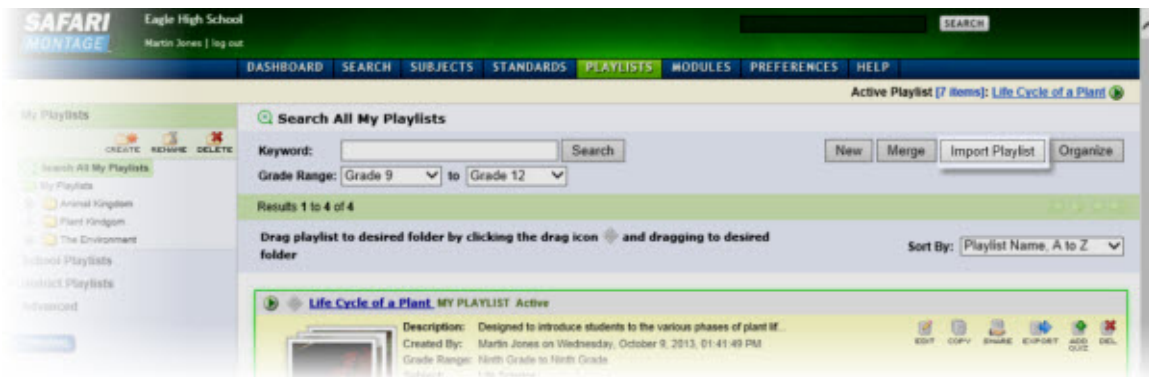 SAFARI
MONTAGE
Eagle High School
Martin Jones | log out
SEARCH
DASHBOARD SEARCH SUBJECTS STANDARDS PLAYLISTS MODULES PREFERENCES HELP
Active Playlist [7 items]: Life Cycle of a Plant
My Playlists
CREATE RENAME DELETE
Search All My Playlists
My Playlists
Animal Kingdom
Plant Kindgom
The Environment
School Playlists
District Playlists
Advanced
Search All My Playlists
Keyword: Search New Merge Import Playlist Organize
Grade Range: Grade 9 to Grade 12
Results 1 to 4 of 4
Drag playlist to desired folder by clicking the drag icon and dragging to desired
folder
Sort By: Playlist Name, A to Z
Life Cycle of a Plant MY PLAYLIST Active
Description: Designed to introduce students to the various phases of plant lif...
Created By: Martin Jones on Wednesday, October 9, 2013, 01:41:49 PM
Grade Range: Ninth Grade to Ninth Grade
EDIT COPY SHARE EXPORT ADD QUIZ DEL